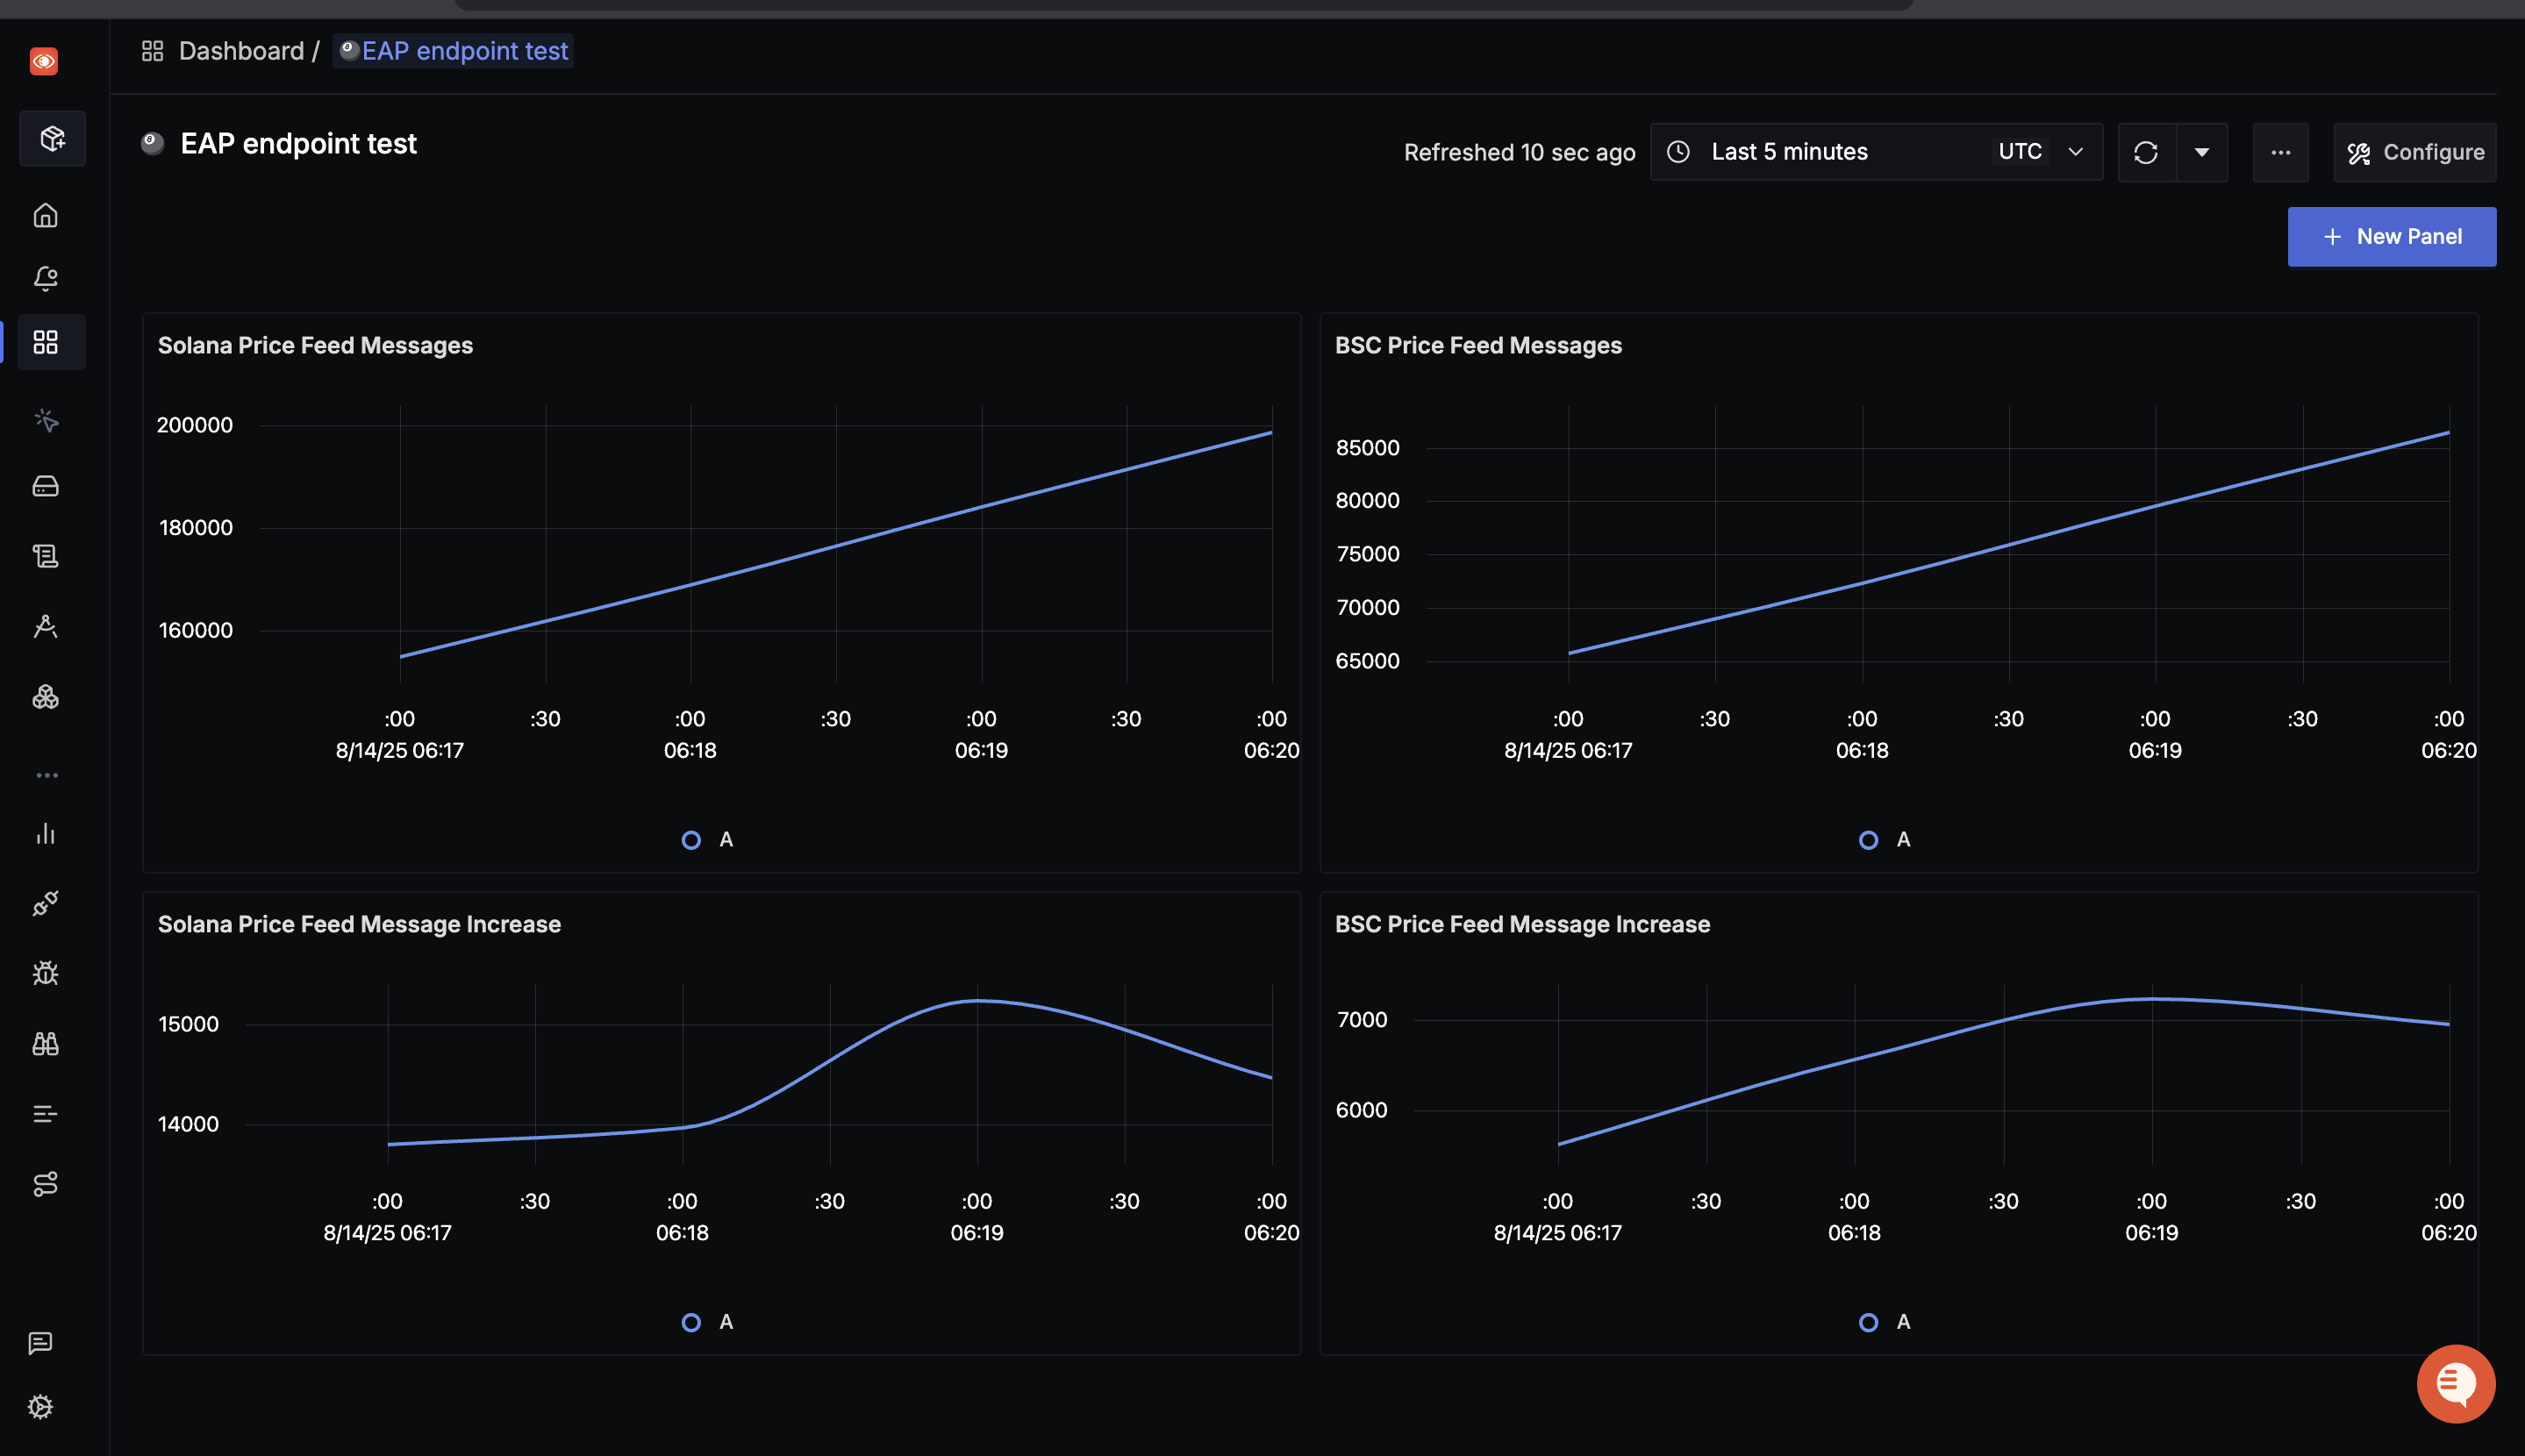 Dashboard / 🎱EAP endpoint test
🎱 EAP endpoint test
Refreshed 10 sec ago
Last 5 minutes
UTC
...
Configure
+ New Panel
Solana Price Feed Messages
200000
180000
160000
:00 :30 :00 :30 :00 :30 :00
8/14/25 06:17 06:18 06:19 06:20
A
BSC Price Feed Messages
85000
80000
75000
70000
65000
:00 :30 :00 :30 :00 :30 :00
8/14/25 06:17 06:18 06:19 06:20
A
Solana Price Feed Message Increase
15000
14000
:00 :30 :00 :30 :00 :30 :00
8/14/25 06:17 06:18 06:19 06:20
A
BSC Price Feed Message Increase
7000
6000
:00 :30 :00 :30 :00 :30 :00
8/14/25 06:17 06:18 06:19 06:20
A